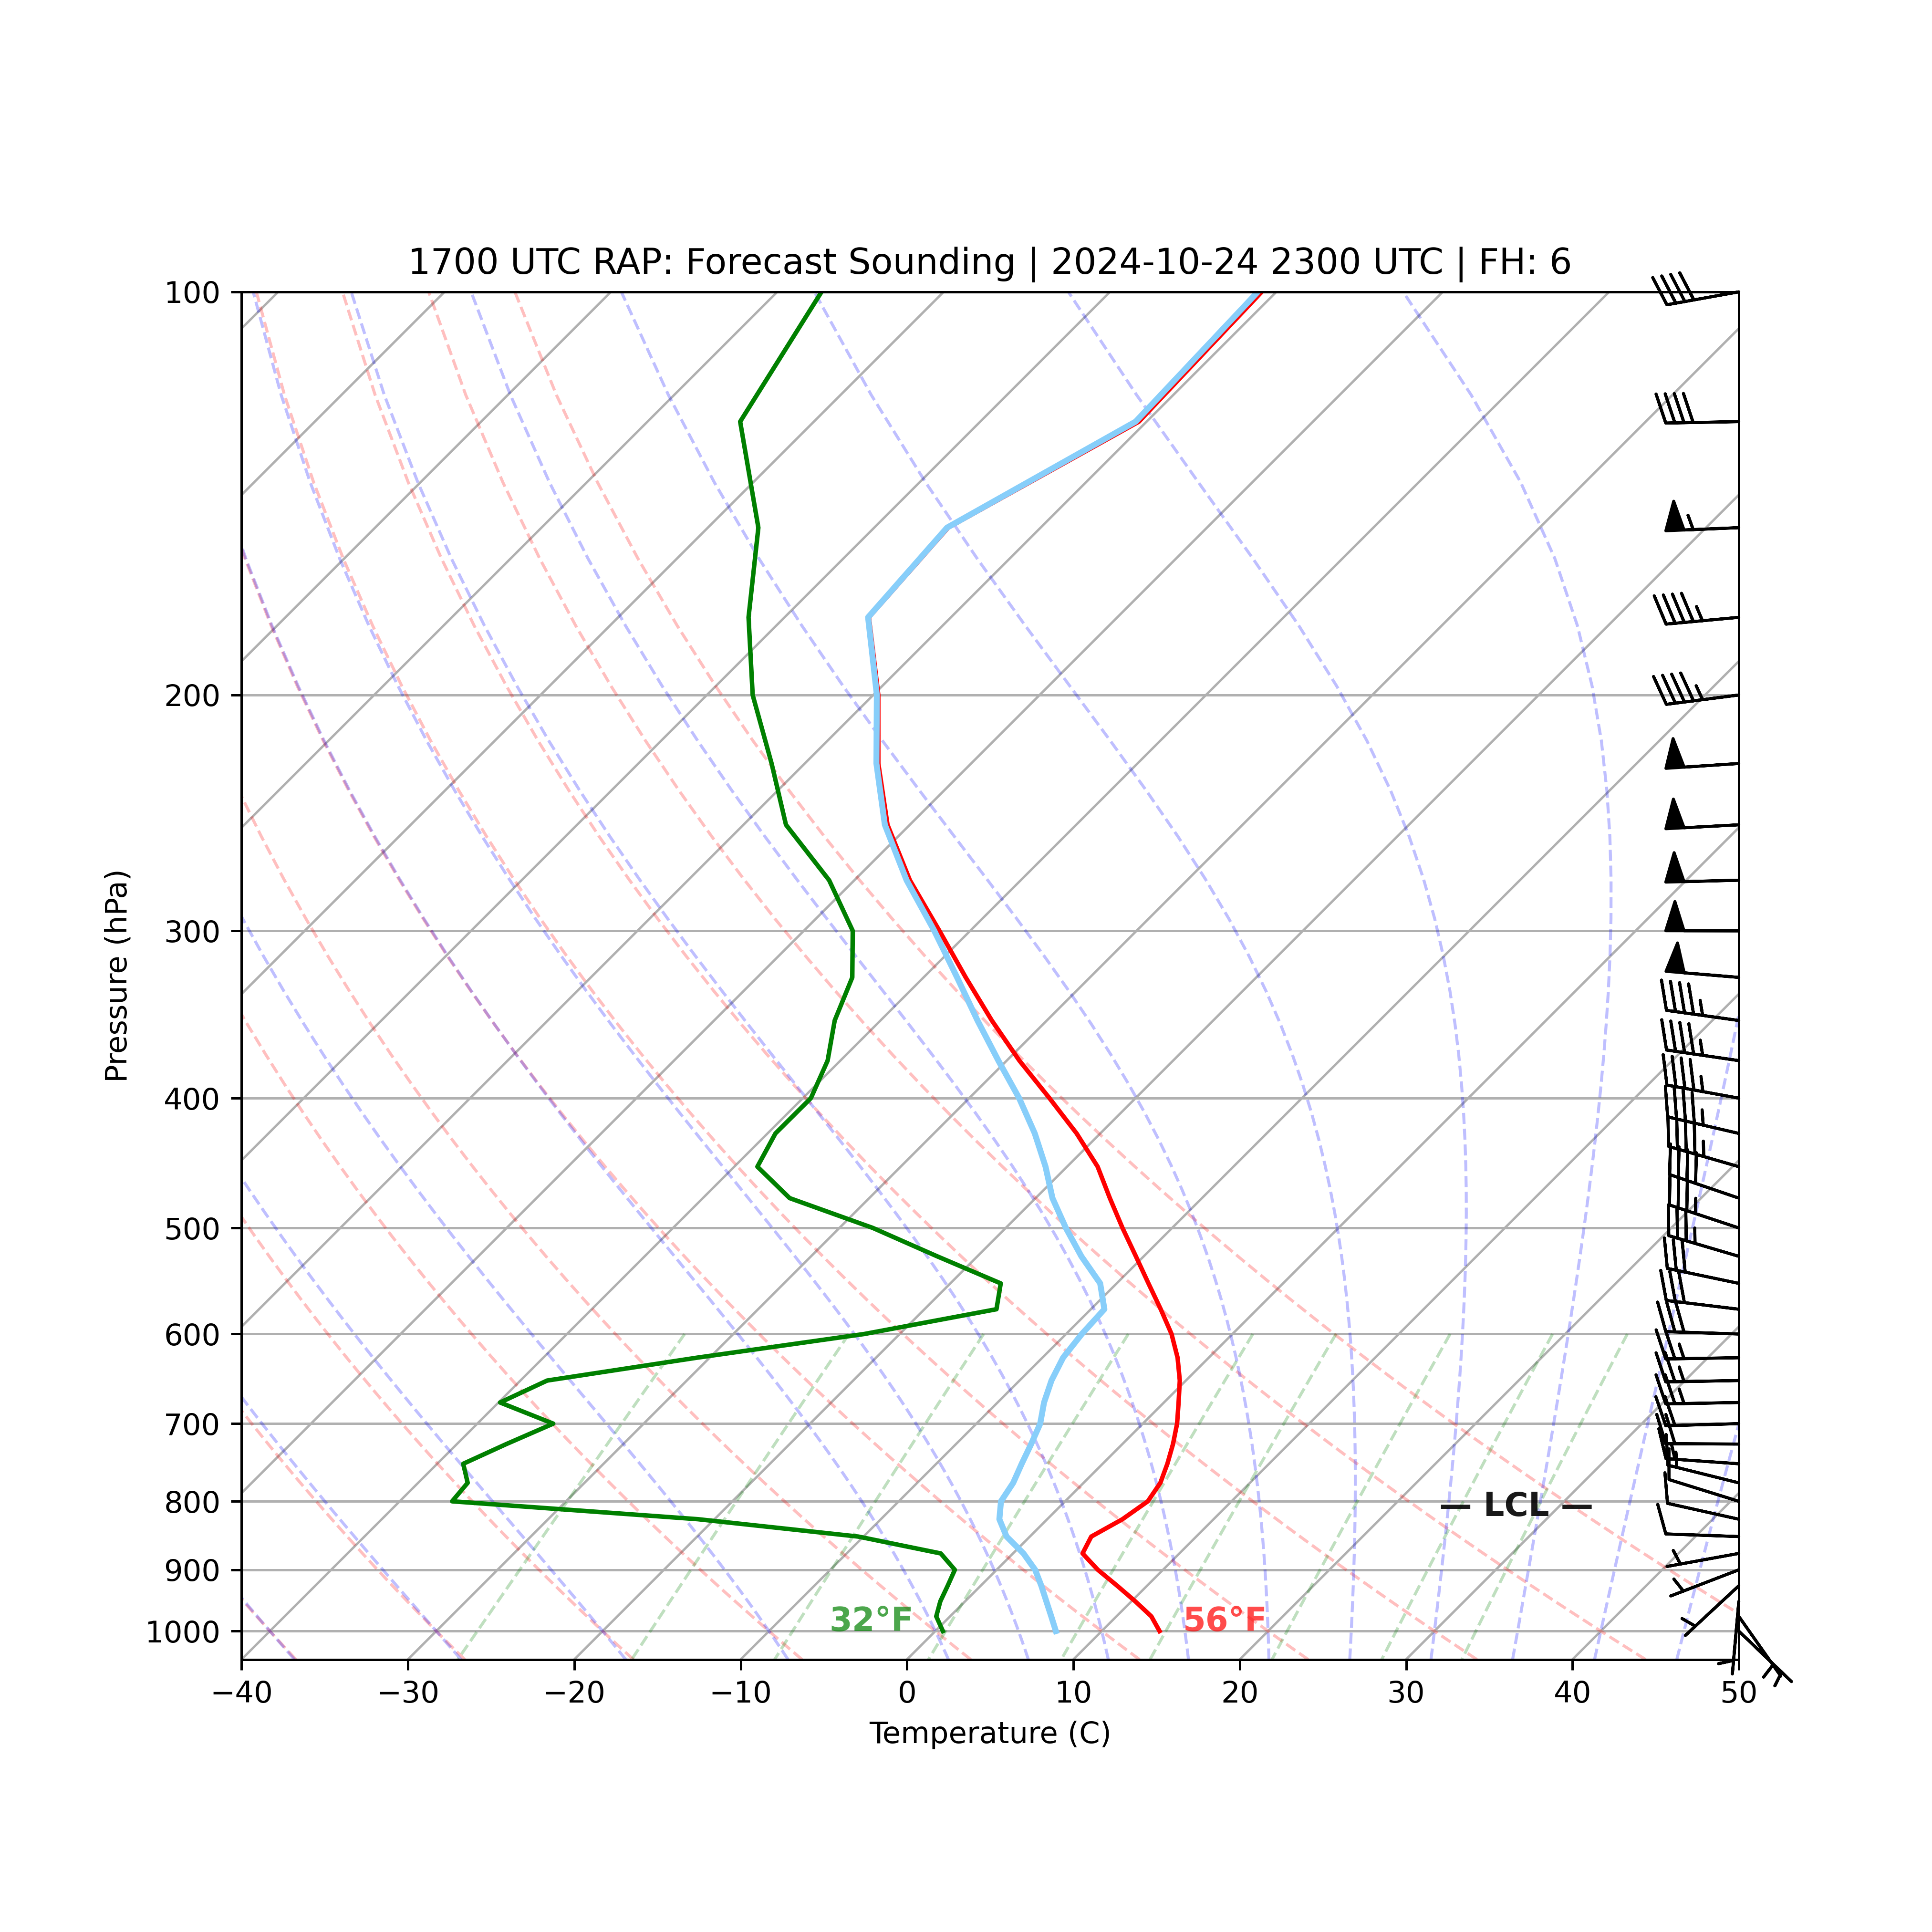 1700 UTC RAP: Forecast Sounding | 2024-10-24 2300 UTC | FH: 6
100
200
300
400
500
600
700
800
900
1000
Pressure (hPa)
— LCL —
32°F
56°F
−40 −30 −20 −10 0 10 20 30 40 50
Temperature (C)